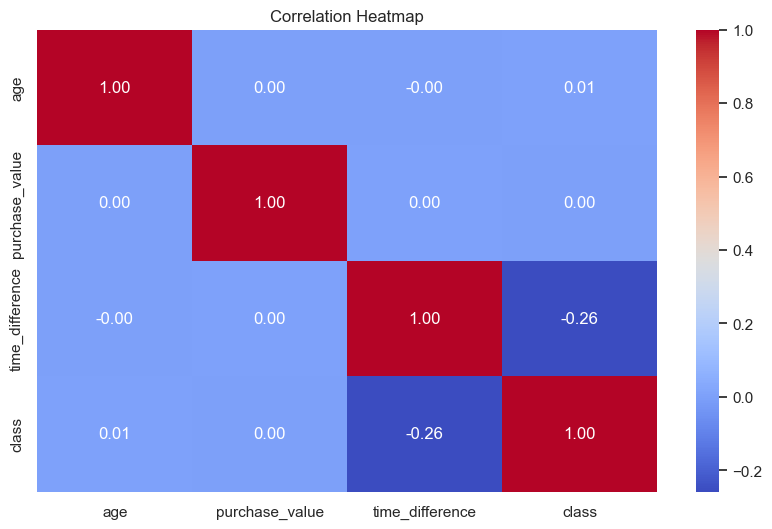 Correlation Heatmap
age
1.00
0.00
-0.00
0.01
purchase_value
0.00
1.00
0.00
0.00
time_difference
-0.00
0.00
1.00
-0.26
class
0.01
0.00
-0.26
1.00
age
purchase_value
time_difference
class
1.0
0.8
0.6
0.4
0.2
0.0
−0.2